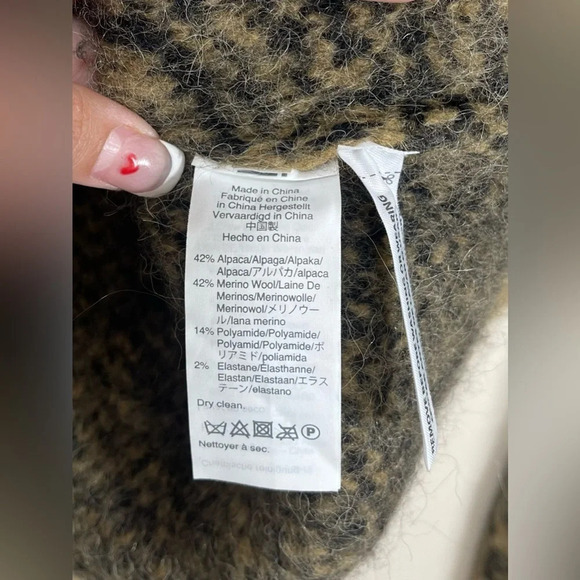 Made in China
Fabriqué en Chine
in China Hergestellt
Vervaardigd in China
中国製
Hecho en China
42% Alpaca/Alpaga/Alpaka/
Alpaca/アルパカ/alpaca
42% Merino Wool/Laine De
Merinos/Merinowolle/
Merinowol/メリノウー
ル/lana merino
14% Polyamide/Polyamide/
Polyamid/Polyamide/ポ
リアミド/poliamida
2% Elastane/Élasthanne/
Elastan/Elastaan/エラス
テーン/elastano
Dry clean.
P
Nettoyer à sec.
REMOVE